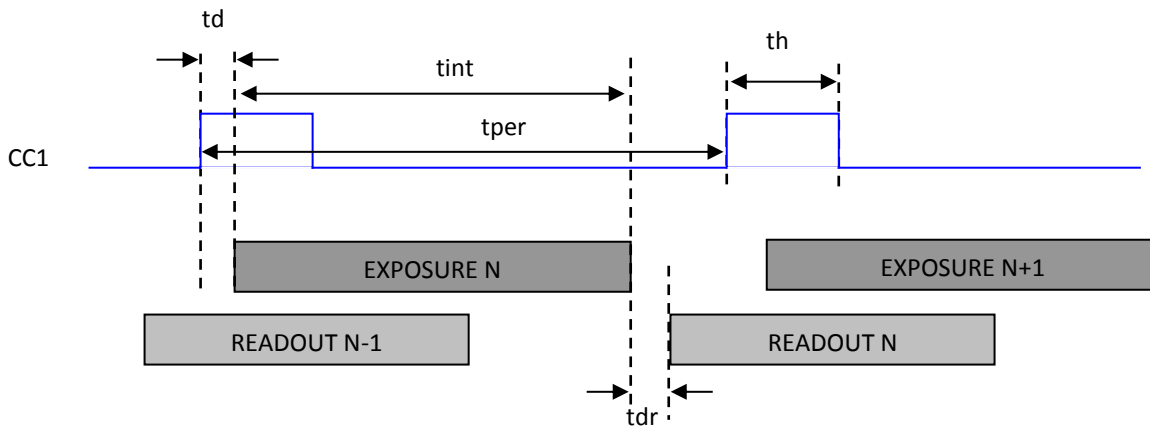 td
th
tint
tper
CC1
EXPOSURE N
EXPOSURE N+1
READOUT N-1
READOUT N
tdr